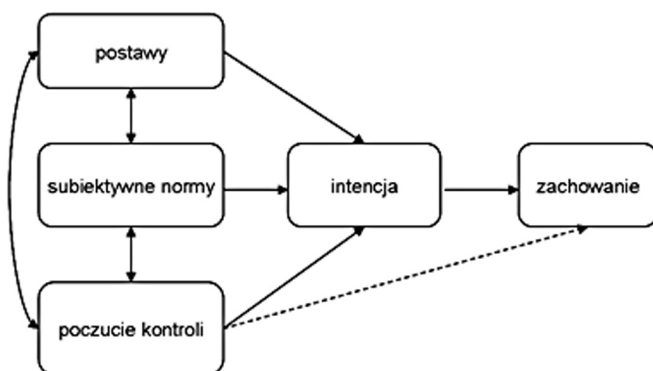 postawy
subiektywne normy
intencja
zachowanie
poczucie kontroli